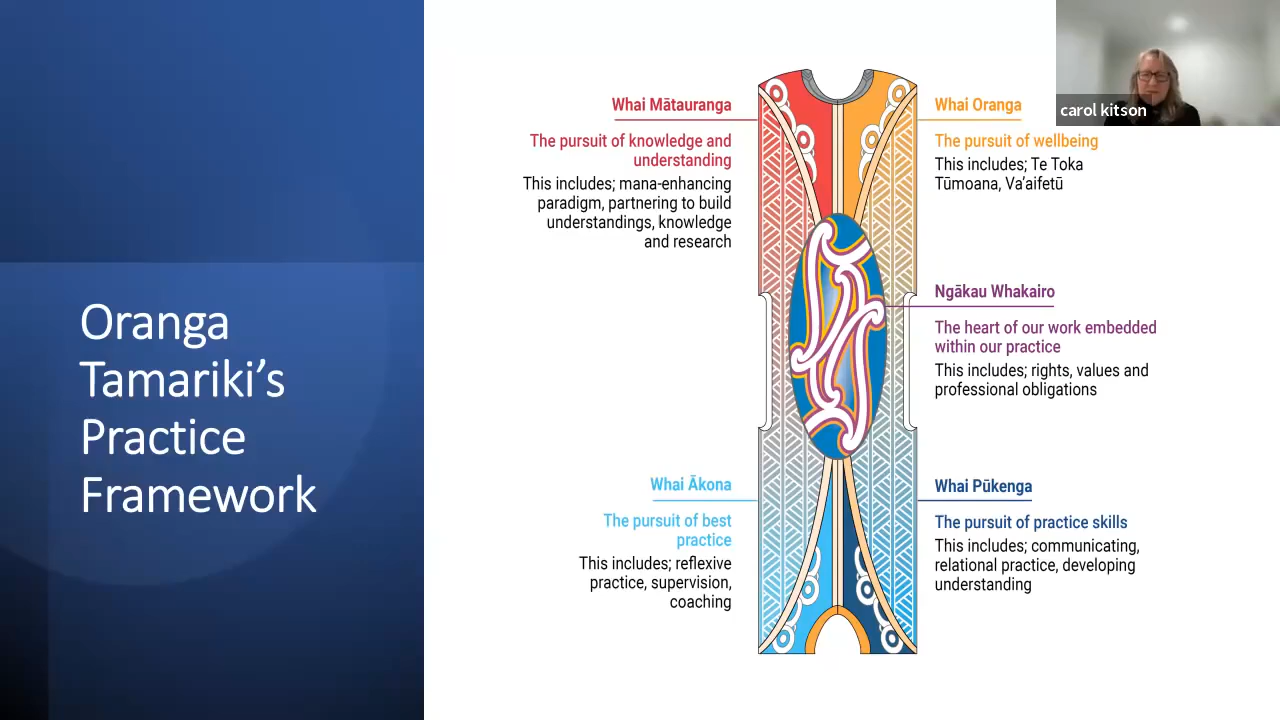 Oranga
Tamariki’s
Practice
Framework
Whai Mātauranga
The pursuit of knowledge and
understanding
This includes; mana-enhancing
paradigm, partnering to build
understandings, knowledge
and research
Whai Oranga
The pursuit of wellbeing
This includes; Te Toka
Tūmoana, Va’aifetū
Ngākau Whakairo
The heart of our work embedded
within our practice
This includes; rights, values and
professional obligations
Whai Ākona
The pursuit of best
practice
This includes; reflexive
practice, supervision,
coaching
Whai Pūkenga
The pursuit of practice skills
This includes; communicating,
relational practice, developing
understanding
carol kitson